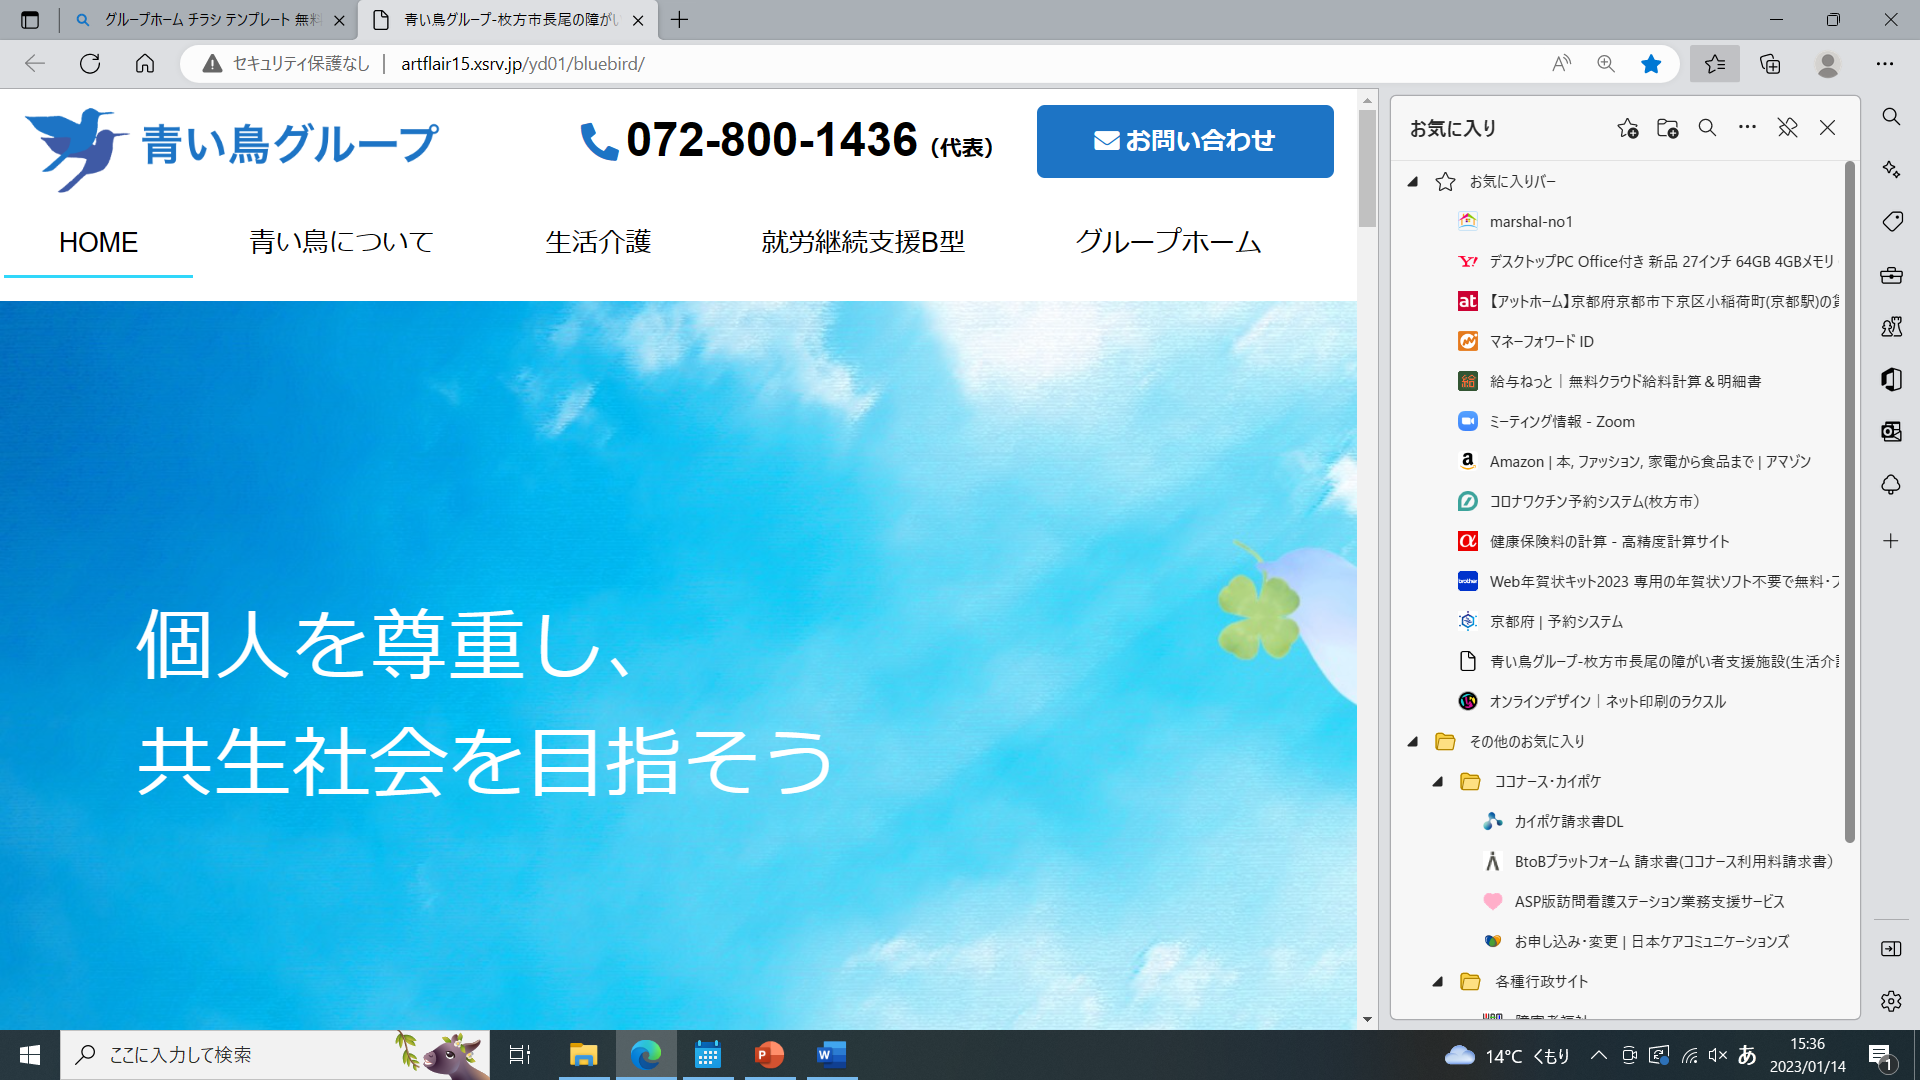 グループホーム チラシ テンプレート 無料
青い鳥グループ-枚方市長尾の障がい
セキュリティ保護なし
artflair15.xsrv.jp/yd01/bluebird/
青い鳥グループ
072-800-1436 (代表)
お問い合わせ
HOME
青い鳥について
生活介護
就労継続支援B型
グループホーム
個人を尊重し、
共生社会を目指そう
お気に入り
お気に入りバー
marshal-no1
デスクトップPC Office付き 新品 27インチ 64GB 4GBメモリ
【アットホーム】京都府京都市下京区小稲荷町(京都駅)の
マネーフォワード ID
給与ねっと｜無料クラウド給料計算＆明細書
ミーティング情報 - Zoom
Amazon | 本, ファッション, 家電から食品まで | アマゾン
コロナワクチン予約システム(枚方市)
健康保険料の計算 - 高精度計算サイト
Web年賀状キット2023 専用の年賀状ソフト不要で無料・
京都府 | 予約システム
青い鳥グループ-枚方市長尾の障がい者支援施設(生活介
オンラインデザイン｜ネット印刷のラクスル
その他のお気に入り
ココナース・カイポケ
カイポケ請求書DL
BtoBプラットフォーム 請求書(ココナース利用料請求書)
ASP版訪問看護ステーション業務支援サービス
お申し込み・変更 | 日本ケアコミュニケーションズ
各種行政サイト
ここに入力して検索
14°C くもり
あ
15:36
2023/01/14
1